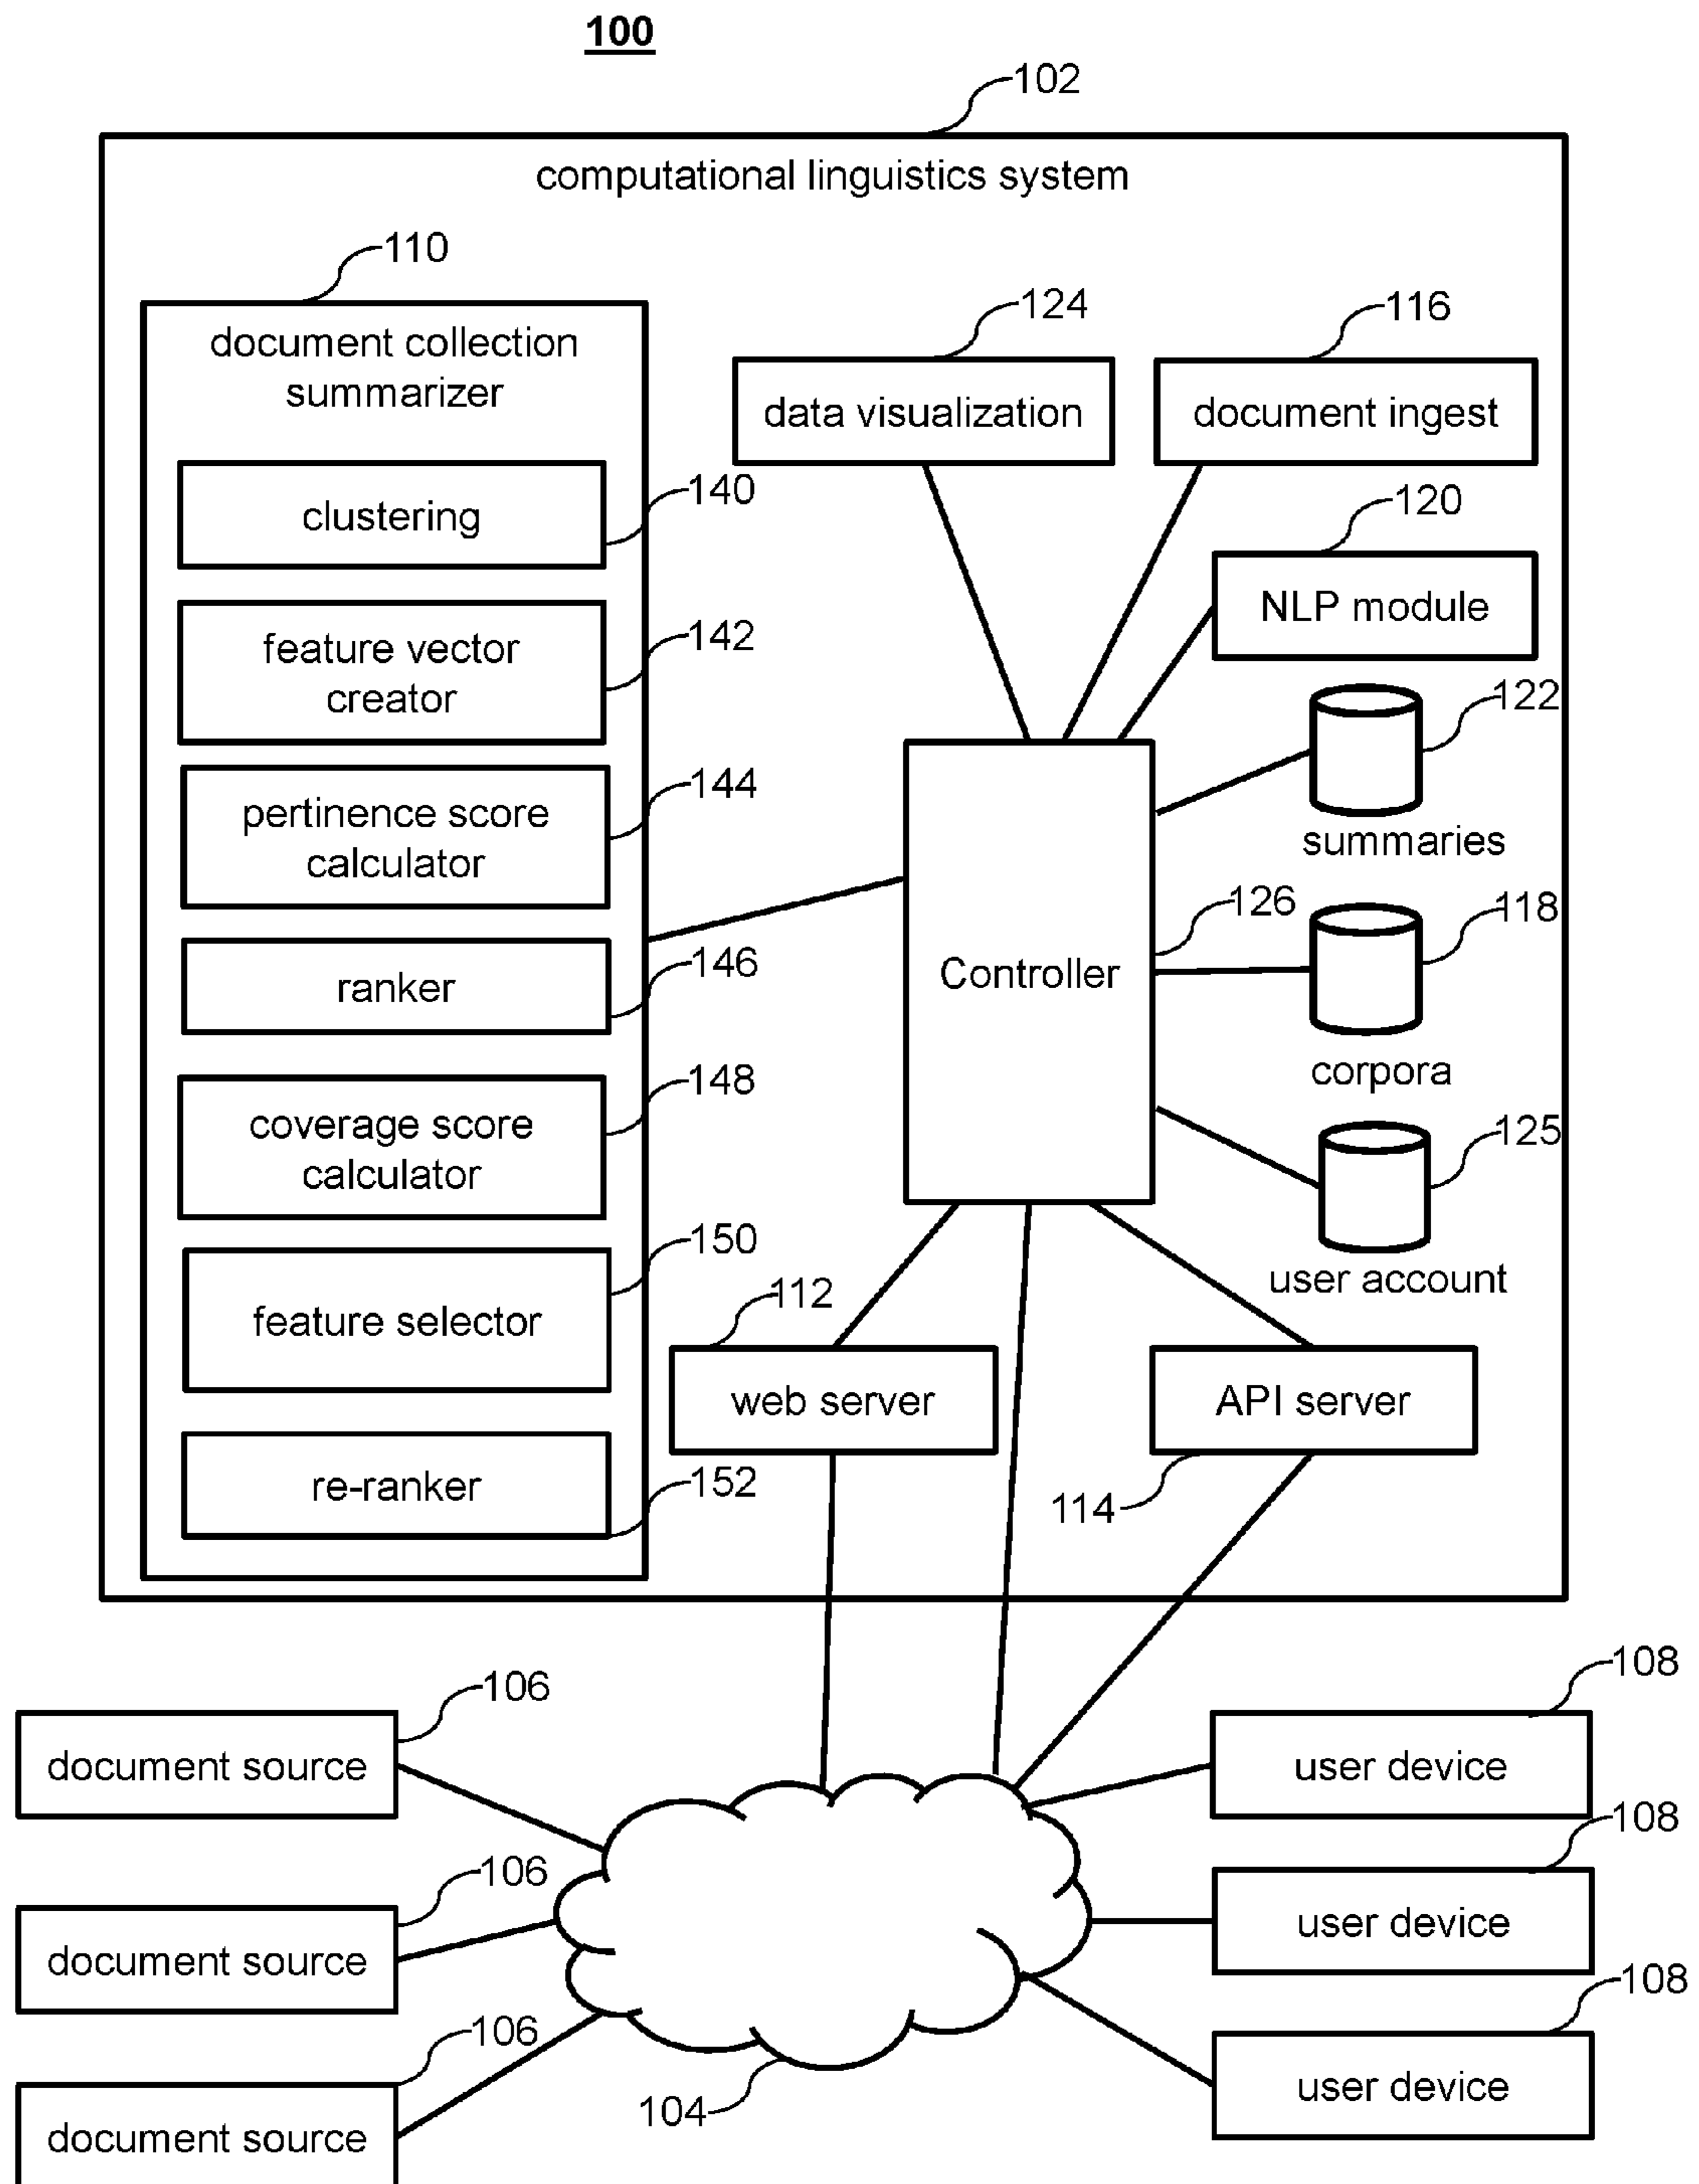 100
102
computational linguistics system
110
document collection
summarizer
124
116
data visualization
document ingest
clustering
140
120
NLP module
feature vector
creator
142
122
summaries
pertinence score
calculator
144
126
118
Controller
ranker
146
corpora
coverage score
calculator
148
125
user account
feature selector
150
112
web server
API server
114
re-ranker
152
106
document source
108
user device
106
document source
108
user device
106
document source
108
user device
104